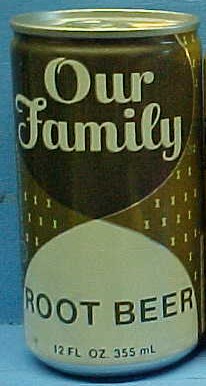 Our
Family
ROOT BEER
12 FL OZ. 355 mL